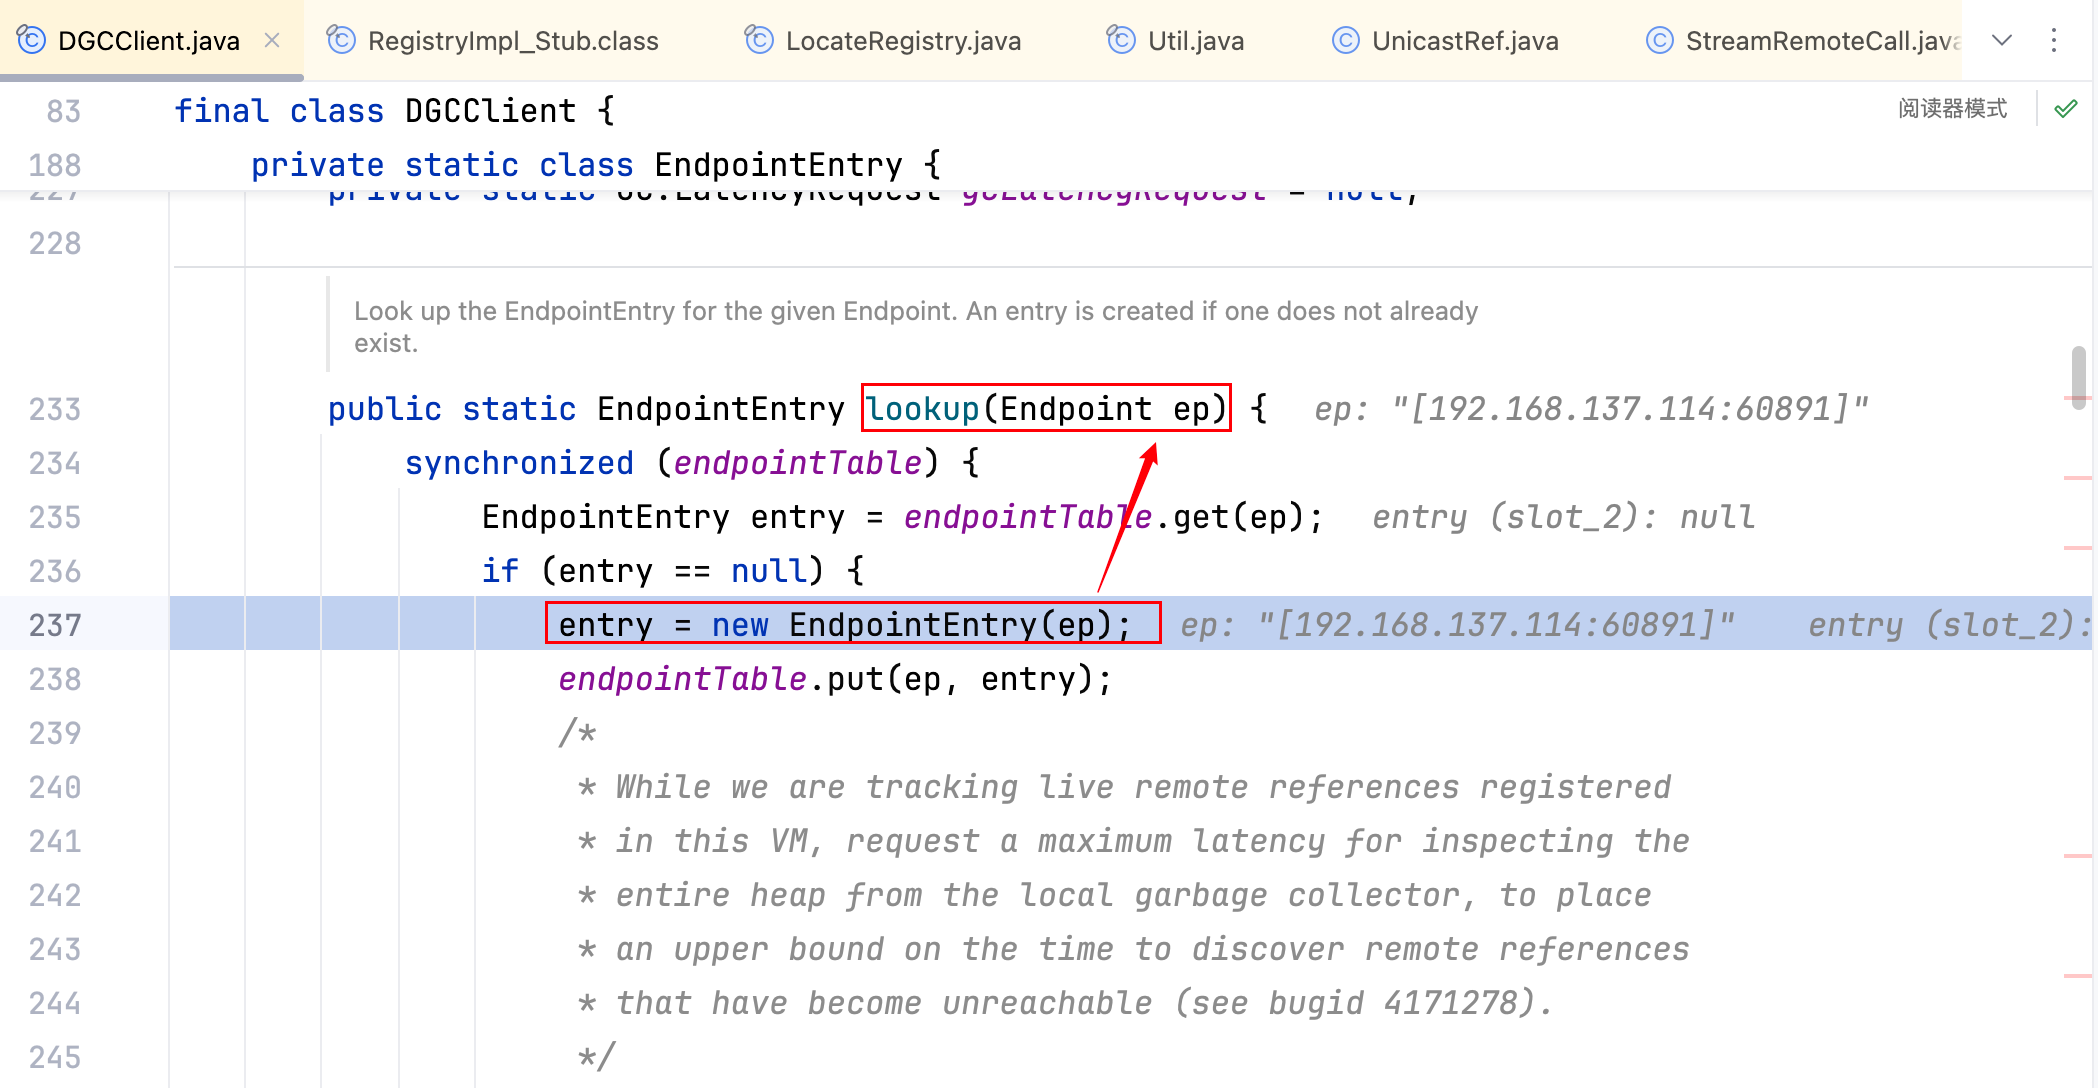 DGCClient.java RegistryImpl_Stub.class LocateRegistry.java Util.java UnicastRef.java StreamRemoteCall.java
83 final class DGCClient { 阅读器模式
188 private static class EndpointEntry {
227 private static GC.LatencyRequest gcLatencyRequest = null;
228
Look up the EndpointEntry for the given Endpoint. An entry is created if one does not already
exist.
233 public static EndpointEntry lookup(Endpoint ep) { ep: "[192.168.137.114:60891]"
234 synchronized (endpointTable) {
235 EndpointEntry entry = endpointTable.get(ep); entry (slot_2): null
236 if (entry == null) {
237 entry = new EndpointEntry(ep); ep: "[192.168.137.114:60891]" entry (slot_2):
238 endpointTable.put(ep, entry);
239 /*
240 * While we are tracking live remote references registered
241 * in this VM, request a maximum latency for inspecting the
242 * entire heap from the local garbage collector, to place
243 * an upper bound on the time to discover remote references
244 * that have become unreachable (see bugid 4171278).
245 */